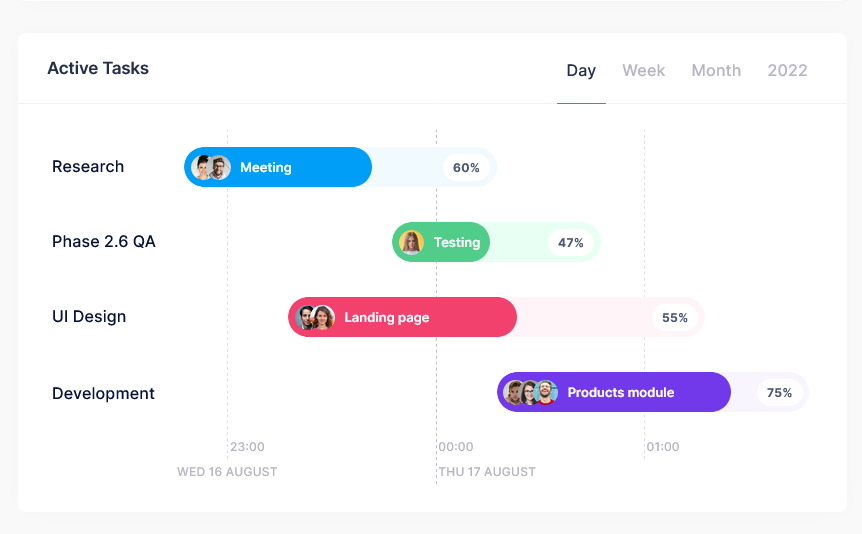 Active Tasks
Day Week Month 2022
Research Meeting 60%
Phase 2.6 QA Testing 47%
UI Design Landing page 55%
Development Products module 75%
23:00 00:00 01:00
WED 16 AUGUST THU 17 AUGUST